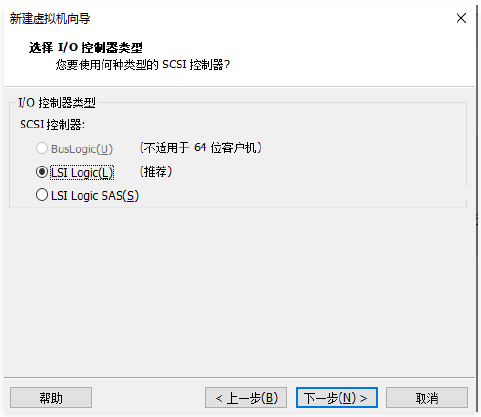 新建虚拟机向导
选择 I/O 控制器类型
您要使用何种类型的 SCSI 控制器?
I/O 控制器类型
SCSI 控制器:
BusLogic(U) (不适用于 64 位客户机)
LSI Logic(L) (推荐)
LSI Logic SAS(S)
帮助 < 上一步(B) 下一步(N) > 取消